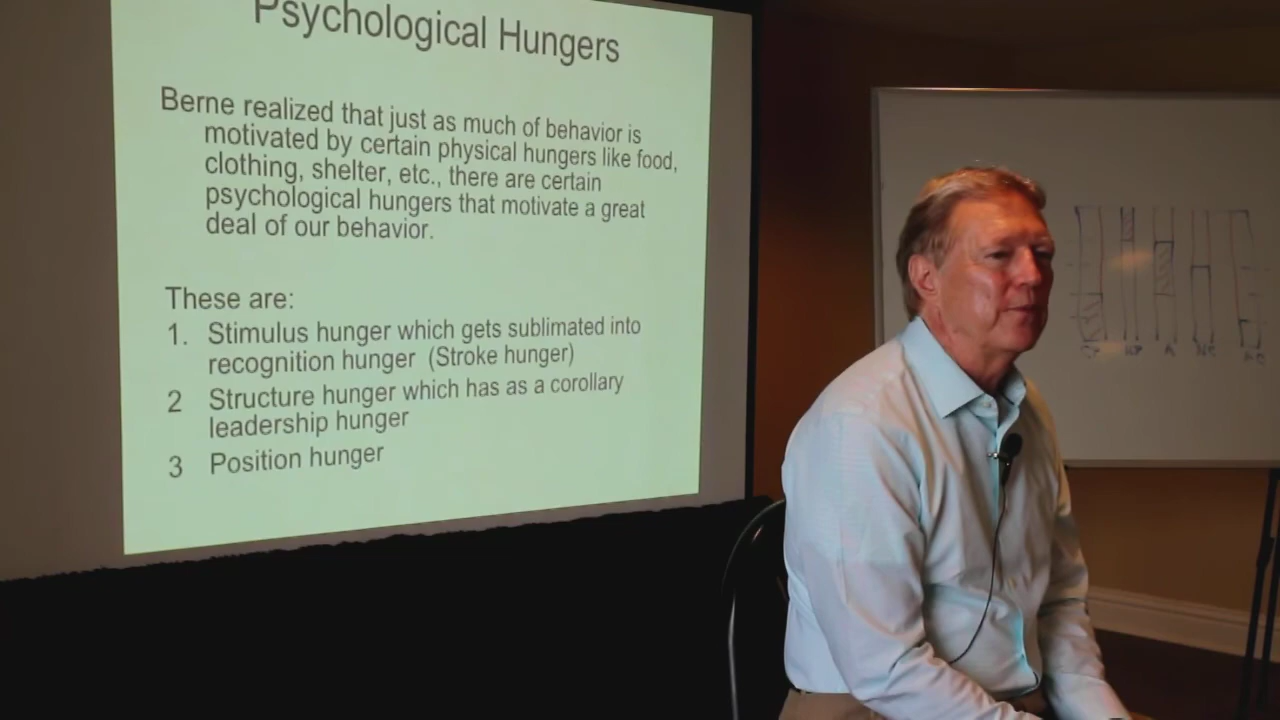 Psychological Hungers
Berne realized that just as much of behavior is
motivated by certain physical hungers like food,
clothing, shelter, etc., there are certain
psychological hungers that motivate a great
deal of our behavior.
These are:
1. Stimulus hunger which gets sublimated into
recognition hunger (Stroke hunger)
2 Structure hunger which has as a corollary
leadership hunger
3 Position hunger